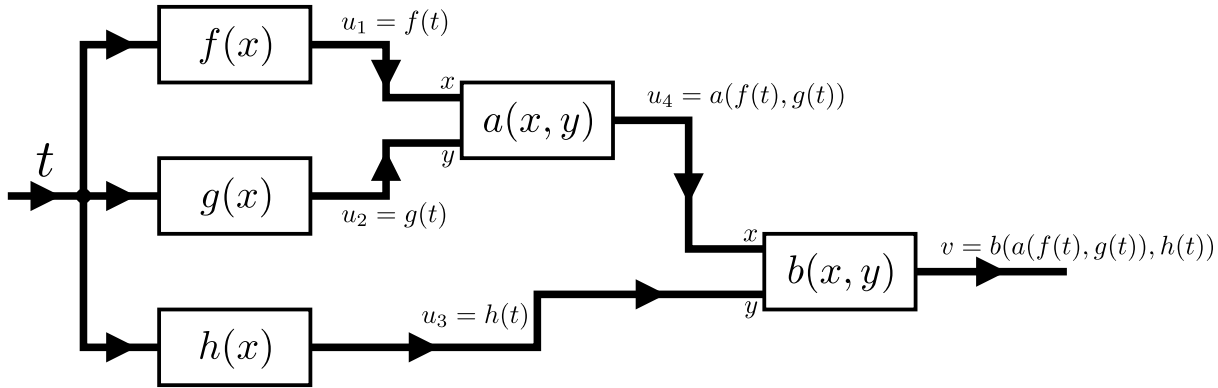 f(x)
u₁ = f(t)
x
a(x, y)
y
u₄ = a(f(t), g(t))
t
g(x)
u₂ = g(t)
x
b(x, y)
y
v = b(a(f(t), g(t)), h(t))
h(x)
u₃ = h(t)